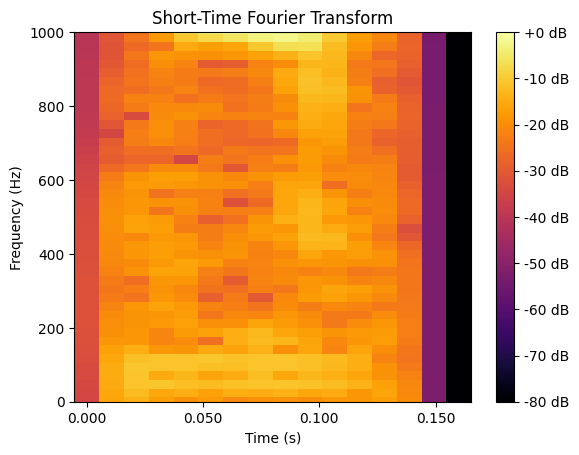 Short-Time Fourier Transform
1000
800
600
400
200
0
Frequency (Hz)
0.000
0.050
0.100
0.150
Time (s)
+0 dB
-10 dB
-20 dB
-30 dB
-40 dB
-50 dB
-60 dB
-70 dB
-80 dB